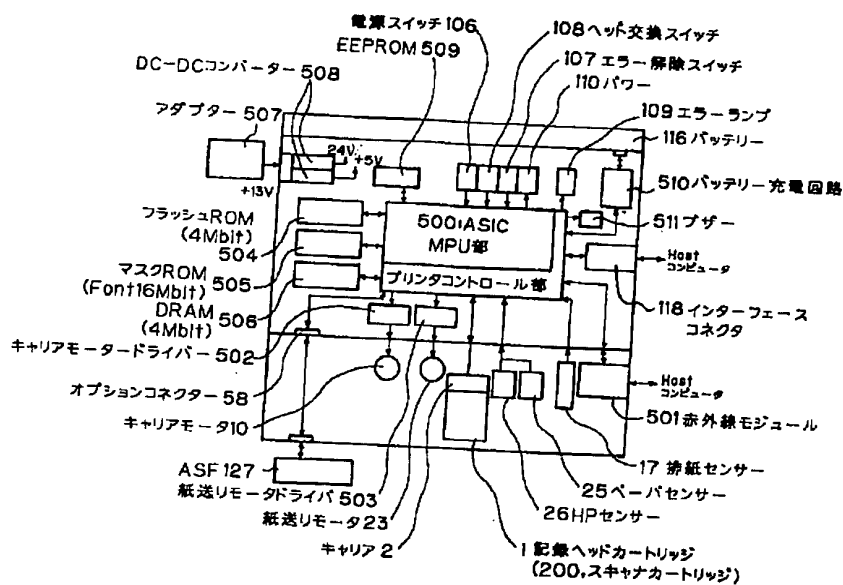 電源スイッチ 106
108 ヘッド交換スイッチ
EEPROM 509
107 エラー解除スイッチ
DC-DCコンバーター 508
110 パワー
アダプター 507
109 エラーランプ
116 バッテリー
24V
+5V
+13V
510 バッテリー充電回路
フラッシュROM
(4Mbit) 504
500 ASIC
MPU部
511 ブザー
マスクROM
(Font16Mbit) 505
プリンタコントロール部
Host
コンピュータ
DRAM
(4Mbit) 506
118 インターフェース
コネクタ
キャリアモータードライバー 502
オプションコネクター 58
Host
コンピュータ
キャリアモータ10
501 赤外線モジュール
ASF 127
17 排紙センサー
紙送りモータドライバ 503
25 ペーパセンサー
紙送りモータ 23
26 HPセンサー
キャリア 2
1 記録ヘッドカートリッジ
(200,スキャナカートリッジ)